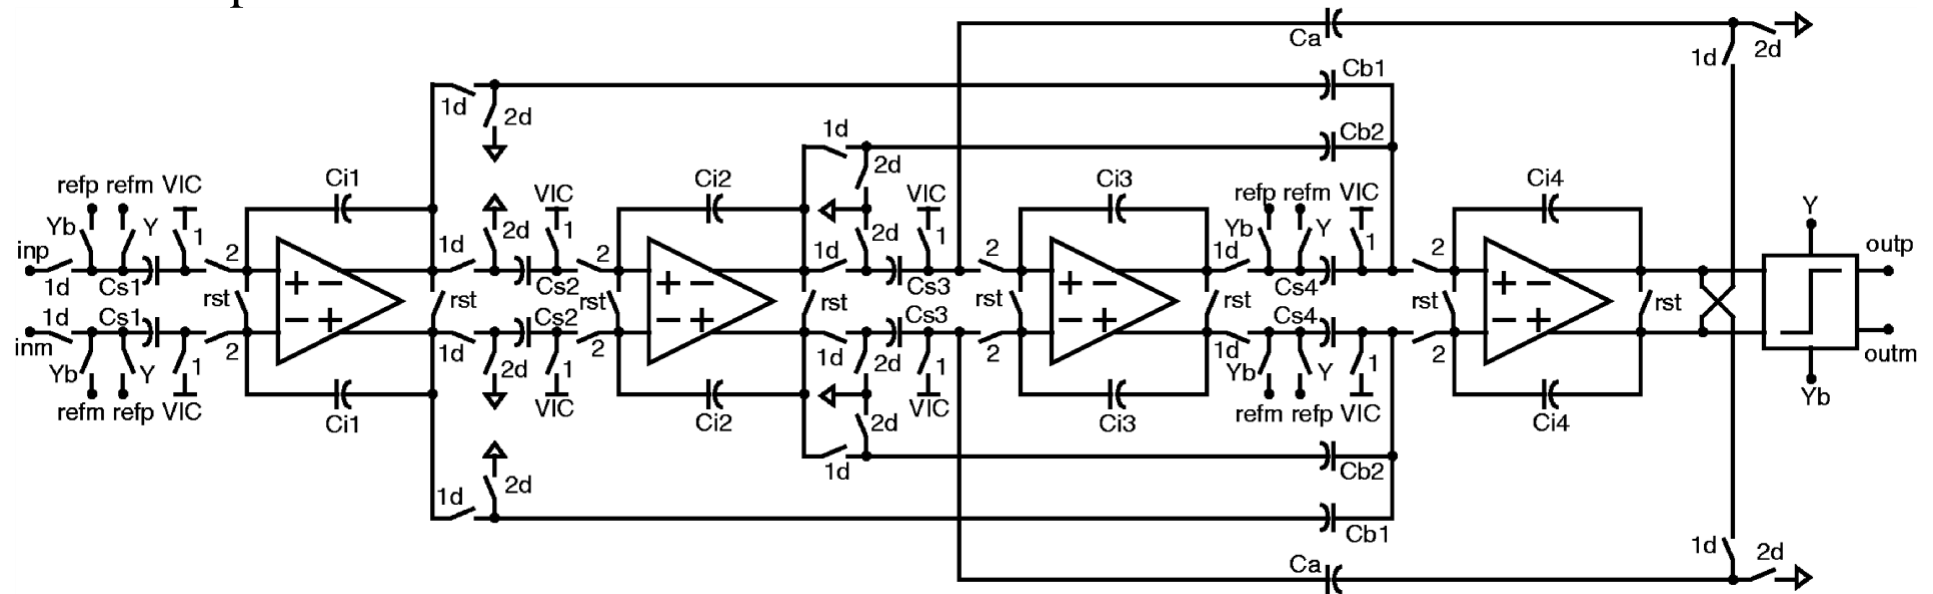 Ca 1d 2d
1d 2d Cb1
1d 2d Cb2
refp refm VIC Ci1 VIC Ci2 VIC Ci3 refp refm VIC Ci4 Y
Yb Y 1 2 1d 2d 1 2 1d 2d 1 2 1d Yb Y 1 2
inp 1d Cs1 rst + − rst Cs2 rst + − rst Cs3 rst + − rst Cs4 rst + − rst outp
inm 1d Cs1 − + Cs2 − + Cs3 − + Cs4 − + outm
Yb Y 1 2 1d 2d 1 2 1d 2d 1 2 1d Yb Y 1 2 Yb
refm refp VIC Ci1 VIC Ci2 VIC Ci3 refm refp VIC Ci4
2d
1d Cb2
1d 2d
Cb1
Ca 1d 2d